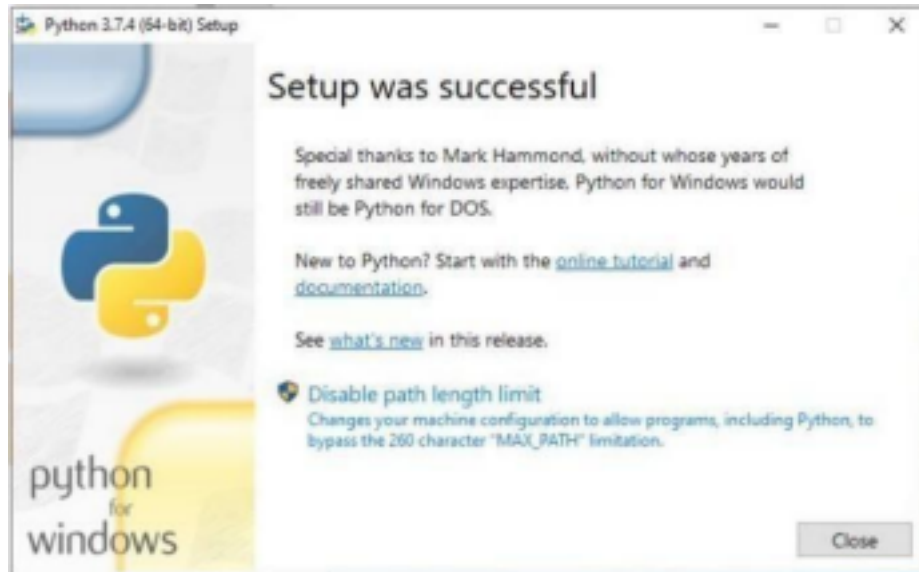 Python 3.7.4 (64-bit) Setup
Setup was successful
Special thanks to Mark Hammond, without whose years of
freely shared Windows expertise, Python for Windows would
still be Python for DOS.
New to Python? Start with the online tutorial and
documentation.
See what's new in this release.
Disable path length limit
Changes your machine configuration to allow programs, including Python, to
bypass the 260 character "MAX_PATH" limitation.
python
for
windows
Close